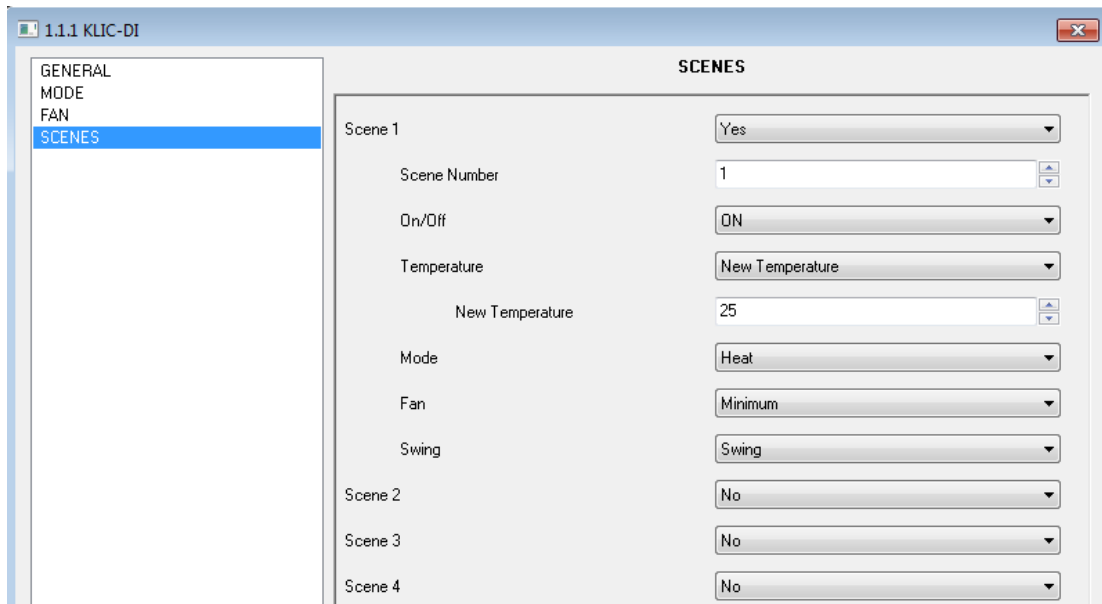 1.1.1 KLIC-DI
GENERAL
MODE
FAN
SCENES
SCENES
Scene 1 Yes
Scene Number 1
On/Off ON
Temperature New Temperature
New Temperature 25
Mode Heat
Fan Minimum
Swing Swing
Scene 2 No
Scene 3 No
Scene 4 No